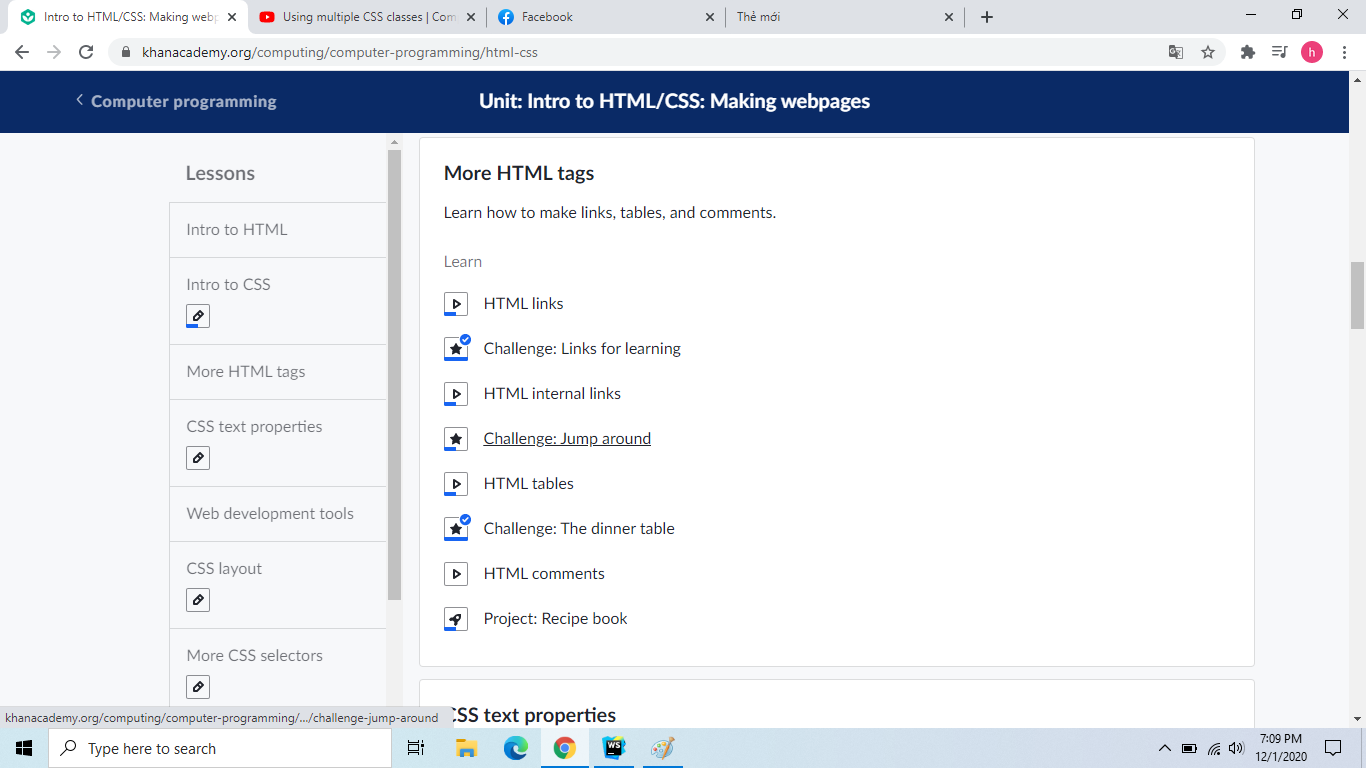 Intro to HTML/CSS: Making webp
Using multiple CSS classes | Com
Facebook
Thẻ mới
khanacademy.org/computing/computer-programming/html-css
h
Computer programming
Unit: Intro to HTML/CSS: Making webpages
Lessons
Intro to HTML
Intro to CSS
More HTML tags
CSS text properties
Web development tools
CSS layout
More CSS selectors
More HTML tags
Learn how to make links, tables, and comments.
Learn
HTML links
Challenge: Links for learning
HTML internal links
Challenge: Jump around
HTML tables
Challenge: The dinner table
HTML comments
Project: Recipe book
CSS text properties
khanacademy.org/computing/computer-programming/.../challenge-jump-around
Type here to search
WS
7:09 PM
12/1/2020